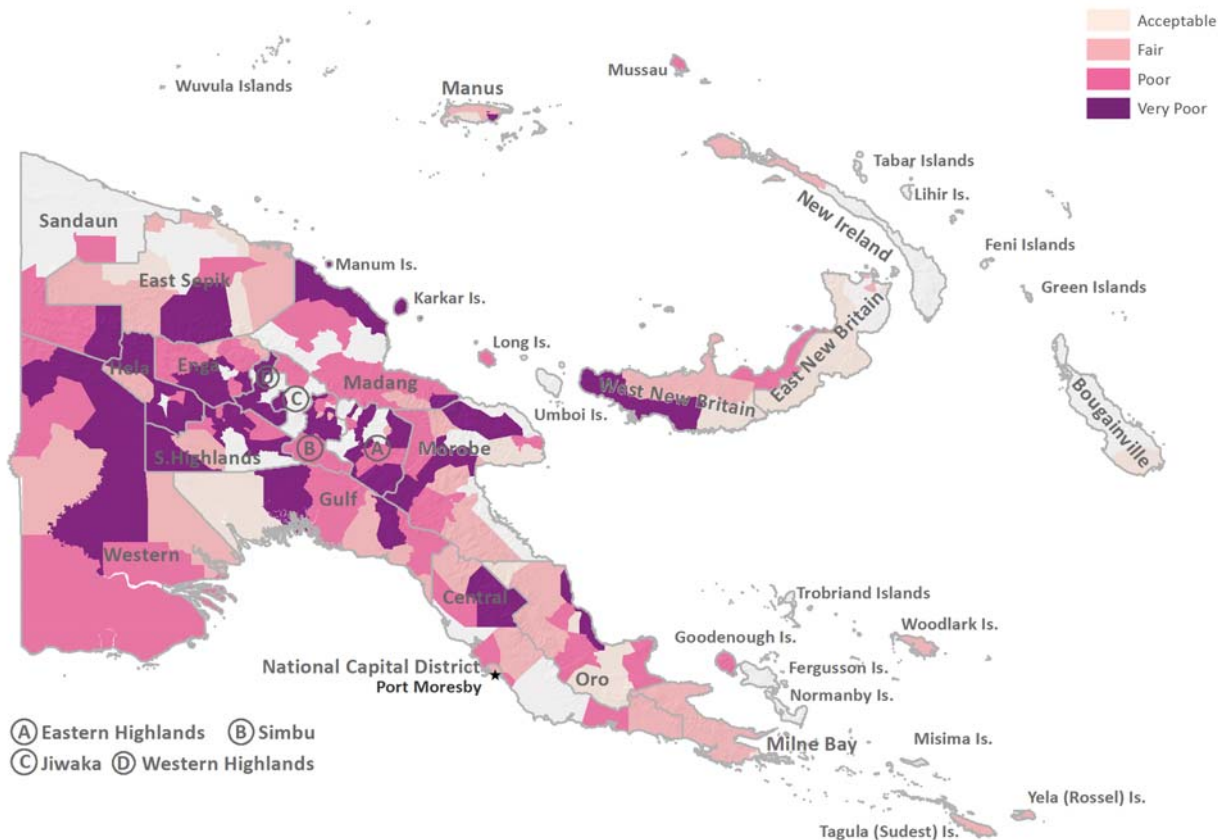 Acceptable
Fair
Poor
Very Poor
Mussau
Wuvula Islands
Manus
Tabar Islands
Lihir Is.
New Ireland
Sandaun
Feni Islands
Manum Is.
East Sepik
Karkar Is.
Green Islands
East New Britain
Long Is.
Hela
Enga
D
Madang
West New Britain
C
Umboi Is.
Bougainville
B
A
Morobe
S.Highlands
Gulf
Western
Central
Trobriand Islands
Woodlark Is.
Goodenough Is.
National Capital District
Fergusson Is.
Port Moresby
Oro
Normanby Is.
A Eastern Highlands B Simbu
C Jiwaka D Western Highlands
Milne Bay
Misima Is.
Yela (Rossel) Is.
Tagula (Sudest) Is.